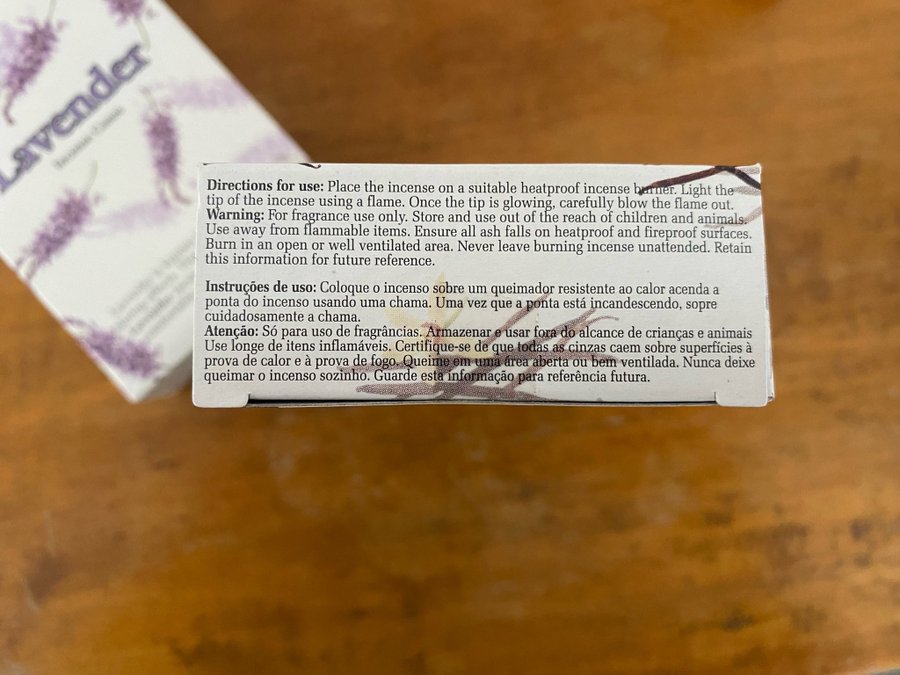 Lavender
Incense Cones
Directions for use: Place the incense on a suitable heatproof incense burner. Light the
tip of the incense using a flame. Once the tip is glowing, carefully blow the flame out.
Warning: For fragrance use only. Store and use out of the reach of children and animals.
Use away from flammable items. Ensure all ash falls on heatproof and fireproof surfaces.
Burn in an open or well ventilated area. Never leave burning incense unattended. Retain
this information for future reference.
Instruções de uso: Coloque o incenso sobre um queimador resistente ao calor acenda a
ponta do incenso usando uma chama. Uma vez que a ponta está incandescendo, sopre
cuidadosamente a chama.
Atenção: Só para uso de fragrâncias. Armazenar e usar fora do alcance de crianças e animais
Use longe de itens inflamáveis. Certifique-se de que todas as cinzas caem sobre superfícies à
prova de calor e à prova de fogo. Queime em uma área aberta ou bem ventilada. Nunca deixe
queimar o incenso sozinho. Guarde esta informação para referência futura.